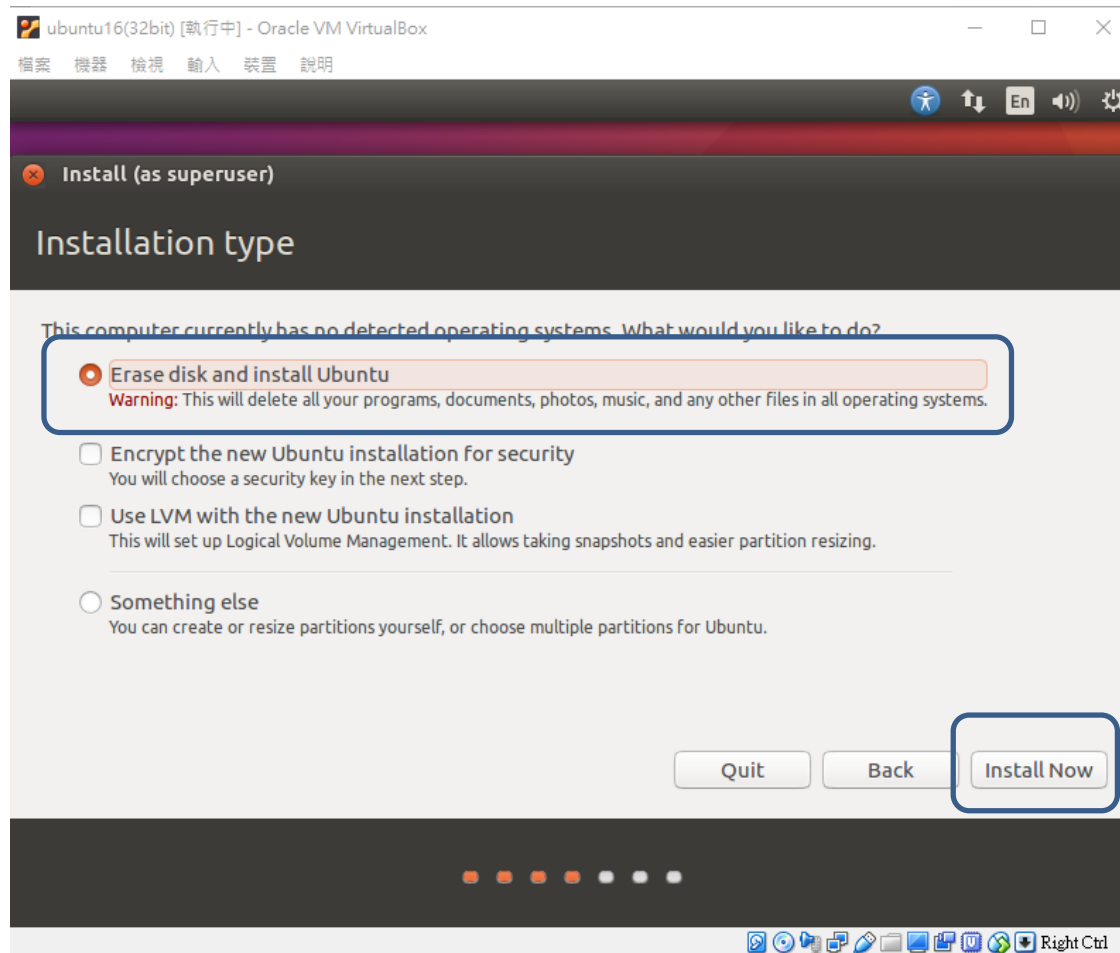 ubuntu16(32bit) [執行中] - Oracle VM VirtualBox
檔案 機器 檢視 輸入 裝置 說明
En
Install (as superuser)
Installation type
This computer currently has no detected operating systems. What would you like to do?
Erase disk and install Ubuntu
Warning: This will delete all your programs, documents, photos, music, and any other files in all operating systems.
Encrypt the new Ubuntu installation for security
You will choose a security key in the next step.
Use LVM with the new Ubuntu installation
This will set up Logical Volume Management. It allows taking snapshots and easier partition resizing.
Something else
You can create or resize partitions yourself, or choose multiple partitions for Ubuntu.
Quit Back Install Now
Right Ctrl